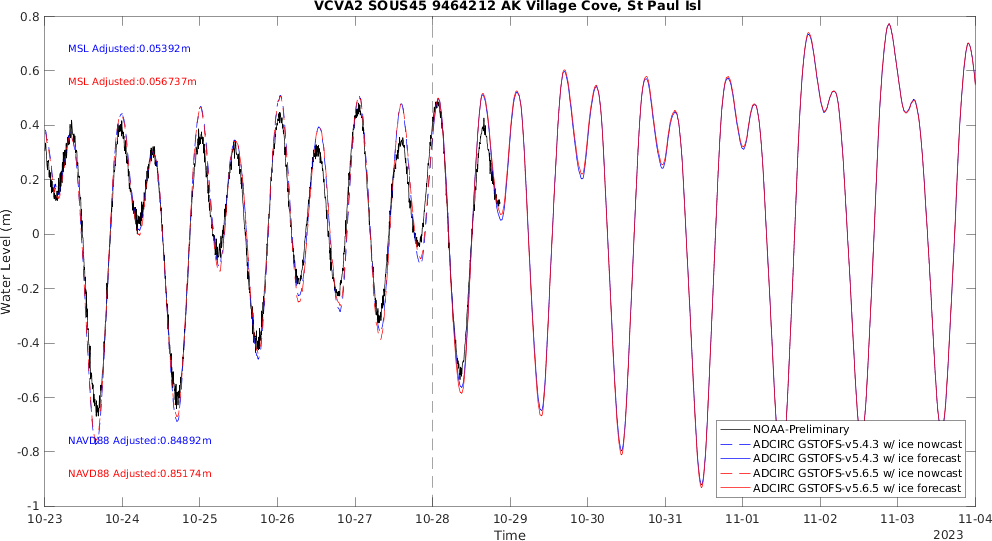 VCVA2 SOUS45 9464212 AK Village Cove, St Paul Isl
0.8
0.6
0.4
0.2
0
-0.2
-0.4
-0.6
-0.8
-1
Water Level (m)
MSL Adjusted:0.05392m
MSL Adjusted:0.056737m
NAVD88 Adjusted:0.84892m
NAVD88 Adjusted:0.85174m
NOAA-Preliminary
ADCIRC GSTOFS-v5.4.3 w/ ice nowcast
ADCIRC GSTOFS-v5.4.3 w/ ice forecast
ADCIRC GSTOFS-v5.6.5 w/ ice nowcast
ADCIRC GSTOFS-v5.6.5 w/ ice forecast
10-23 10-24 10-25 10-26 10-27 10-28 10-29 10-30 10-31 11-01 11-02 11-03 11-04
Time
2023